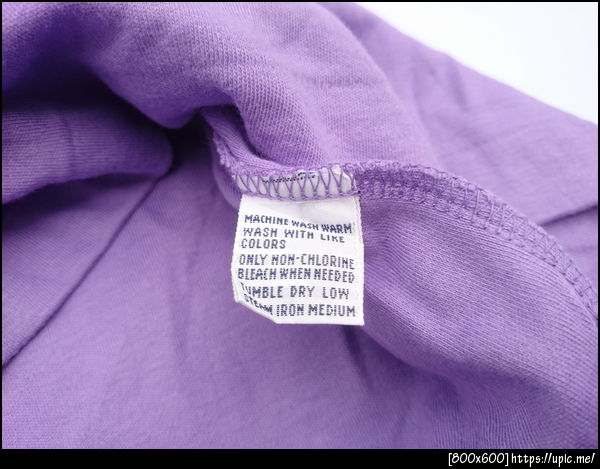 MACHINE WASH WARM
WASH WITH LIKE
COLORS
ONLY NON-CHLORINE
BLEACH WHEN NEEDED
TUMBLE DRY LOW
STEAM IRON MEDIUM
[800x600]https://upic.me/